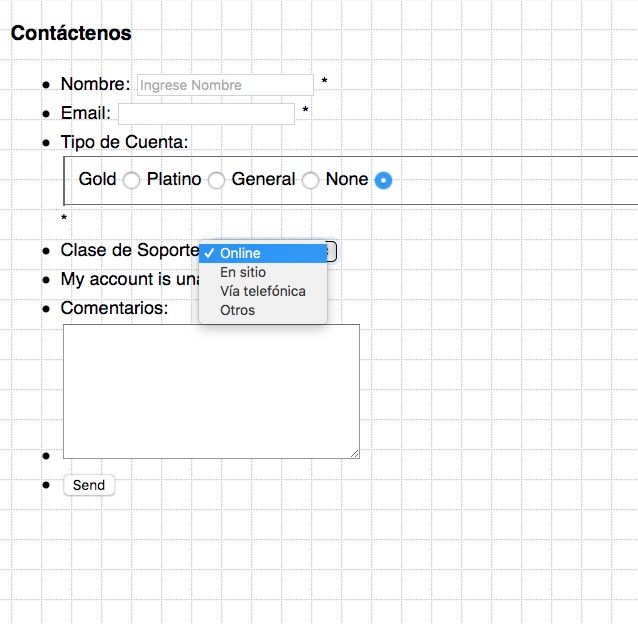 Contáctenos
Nombre: Ingrese Nombre *
Email: *
Tipo de Cuenta:
Gold Platino General None
*
Clase de Soporte
✓ Online
En sitio
Vía telefónica
Otros
My account is
Comentarios:
Send